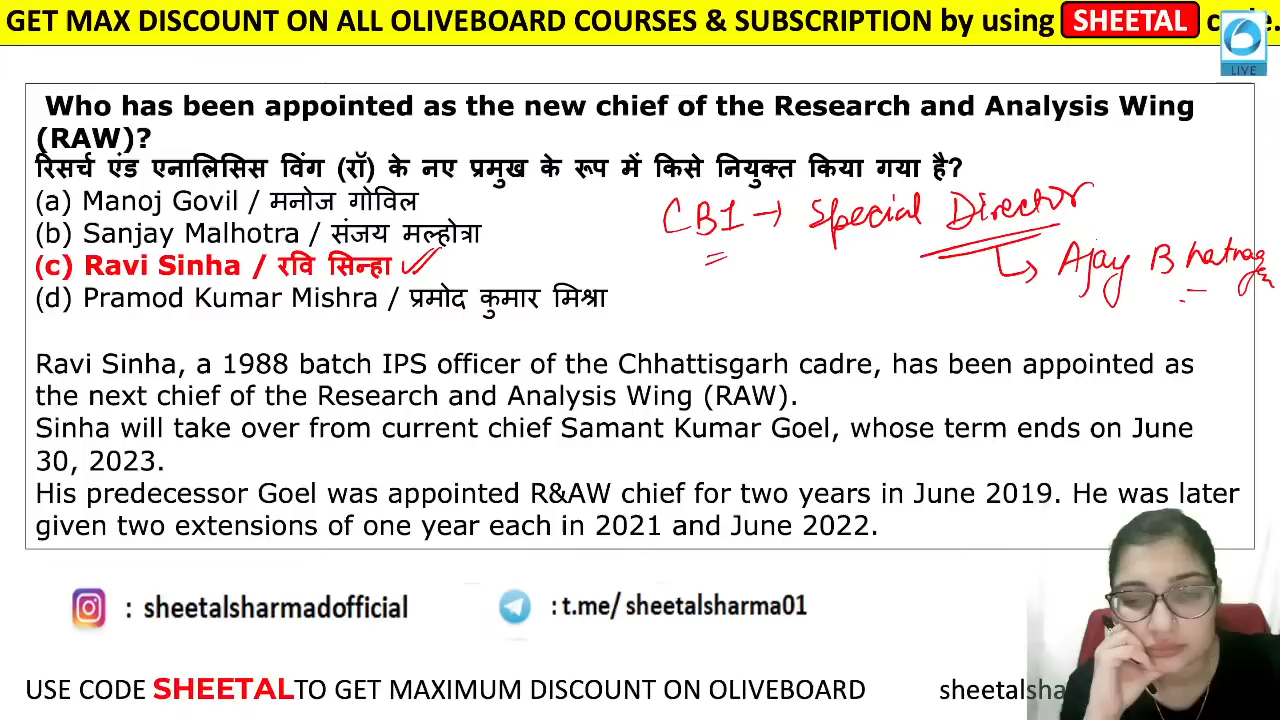 GET MAX DISCOUNT ON ALL OLIVEBOARD COURSES & SUBSCRIPTION by using SHEETAL code.
LIVE
Who has been appointed as the new chief of the Research and Analysis Wing
(RAW)?
रिसर्च एंड एनालिसिस विंग (रॉ) के नए प्रमुख के रूप में किसे नियुक्त किया गया है?
(a) Manoj Govil / मनोज गोविल
(b) Sanjay Malhotra / संजय मल्होत्रा
(c) Ravi Sinha / रवि सिन्हा
(d) Pramod Kumar Mishra / प्रमोद कुमार मिश्रा
CBI → Special Director
Ajay Bhatnagar
Ravi Sinha, a 1988 batch IPS officer of the Chhattisgarh cadre, has been appointed as
the next chief of the Research and Analysis Wing (RAW).
Sinha will take over from current chief Samant Kumar Goel, whose term ends on June
30, 2023.
His predecessor Goel was appointed R&AW chief for two years in June 2019. He was later
given two extensions of one year each in 2021 and June 2022.
: sheetalsharmadofficial
: t.me/ sheetalsharma01
USE CODE SHEETALTO GET MAXIMUM DISCOUNT ON OLIVEBOARD
sheetalsha